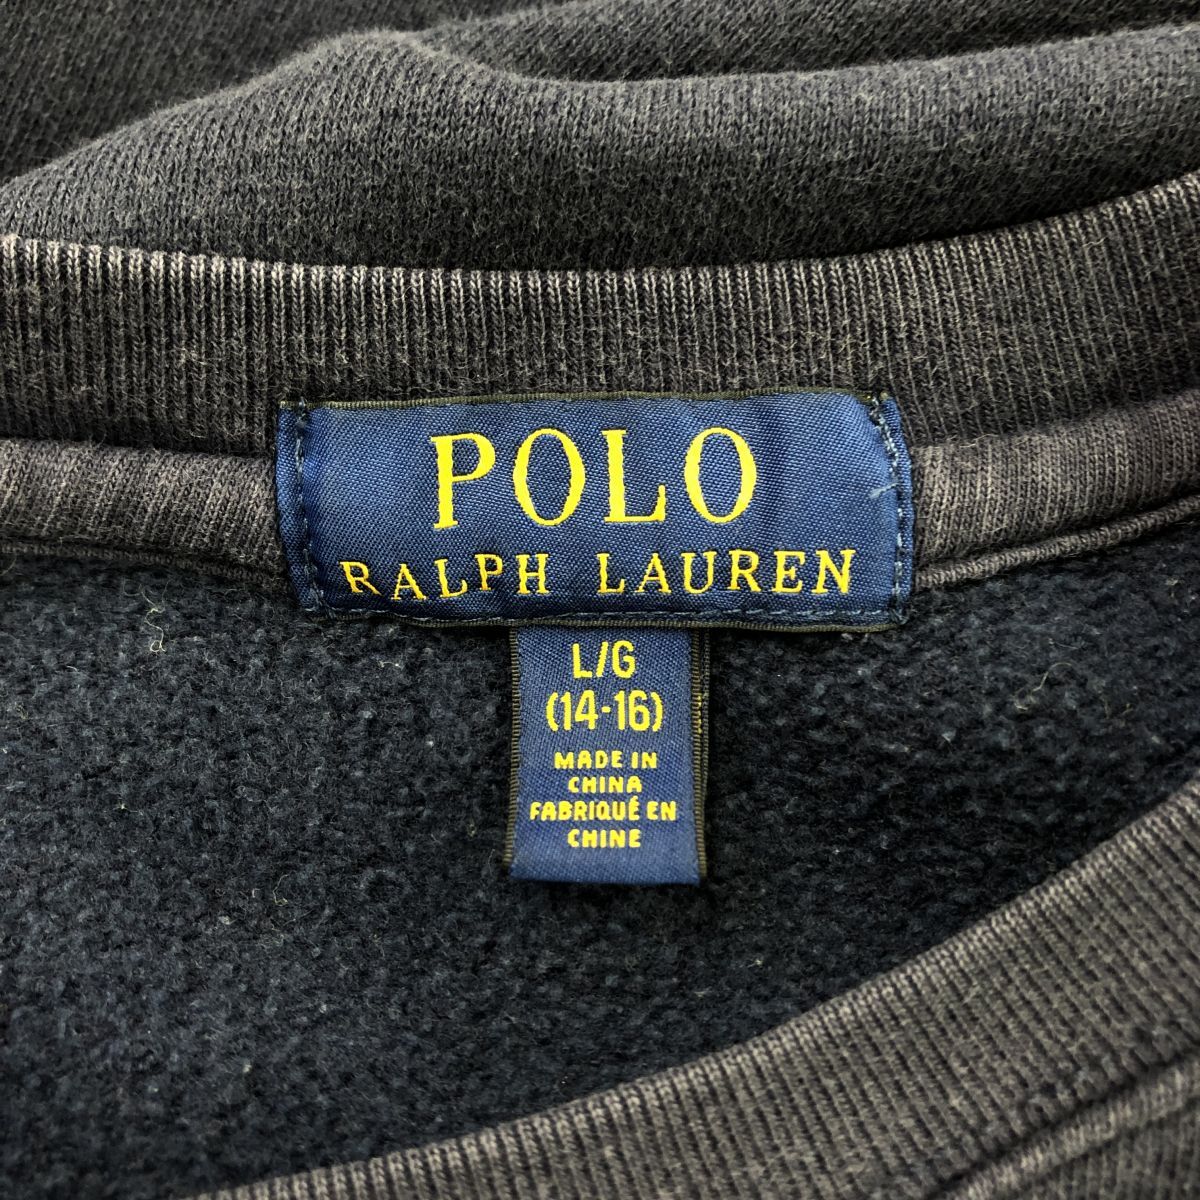 POLO
RALPH LAUREN
L/G
(14-16)
MADE IN
CHINA
FABRIQUÉ EN
CHINE